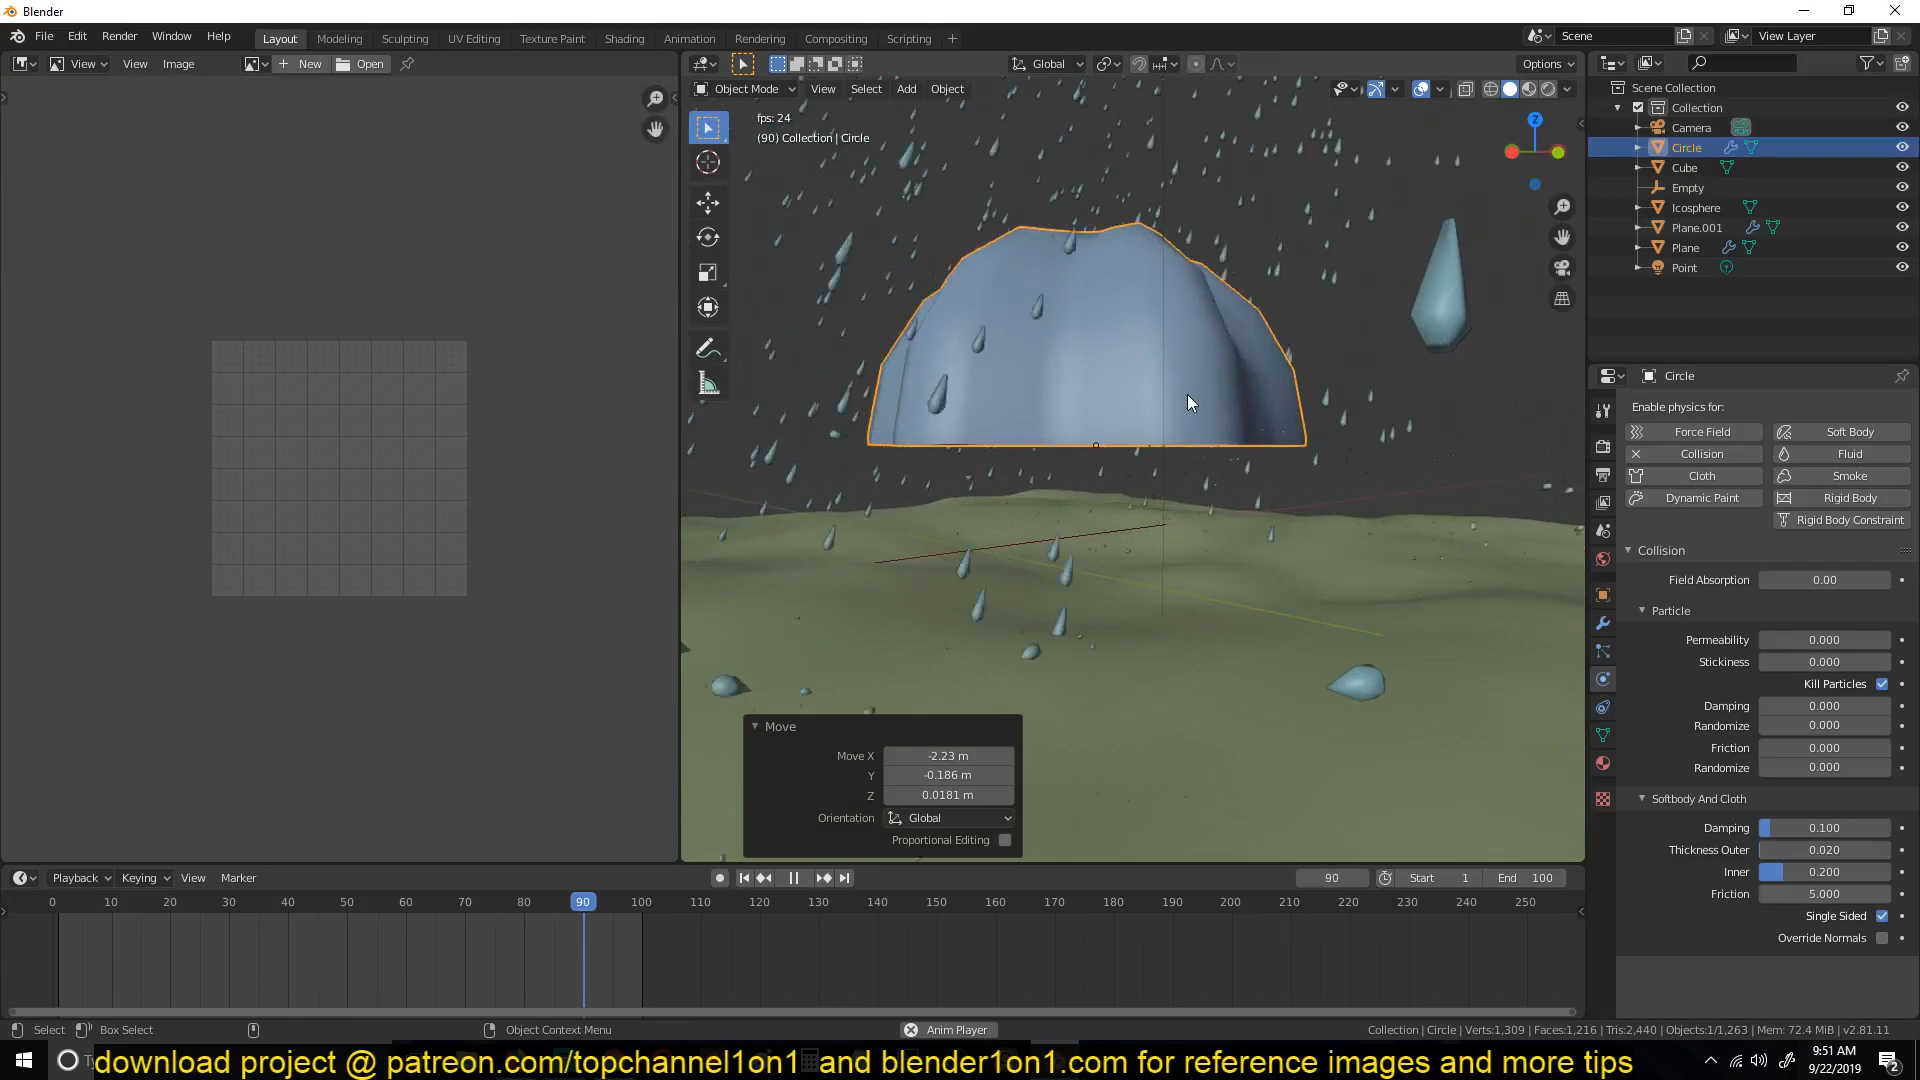 Blender
File Edit Render Window Help
Layout Modeling Sculpting UV Editing Texture Paint Shading Animation Rendering Compositing Scripting +
Scene
View Layer
View View Image New Open
Global
Options
Object Mode View Select Add Object
fps: 24
(90) Collection | Circle
Z
Scene Collection
Collection
Camera
Circle
Cube
Empty
Icosphere
Plane.001
Plane
Point
Circle
Enable physics for:
Force Field Soft Body
Collision Fluid
Cloth Smoke
Dynamic Paint Rigid Body
Rigid Body Constraint
Collision
Field Absorption 0.00
Particle
Permeability 0.000
Stickiness 0.000
Kill Particles
Damping 0.000
Randomize 0.000
Friction 0.000
Randomize 0.000
Softbody And Cloth
Damping 0.100
Thickness Outer 0.020
Inner 0.200
Friction 5.000
Single Sided
Override Normals
Move
Move X -2.23 m
Y -0.186 m
Z 0.0181 m
Orientation Global
Proportional Editing
Playback Keying View Marker
90 Start 1 End 100
0 10 20 30 40 50 60 70 80 90 100 110 120 130 140 150 160 170 180 190 200 210 220 230 240 250
Select Box Select Object Context Menu Anim Player
Collection | Circle | Verts:1,309 | Faces:1,216 | Tris:2,440 | Objects:1/1,263 | Mem: 72.4 MiB | v2.81.11
download project @ patreon.com/topchannel1on1 and blender1on1.com for reference images and more tips
9:51 AM
9/22/2019
2